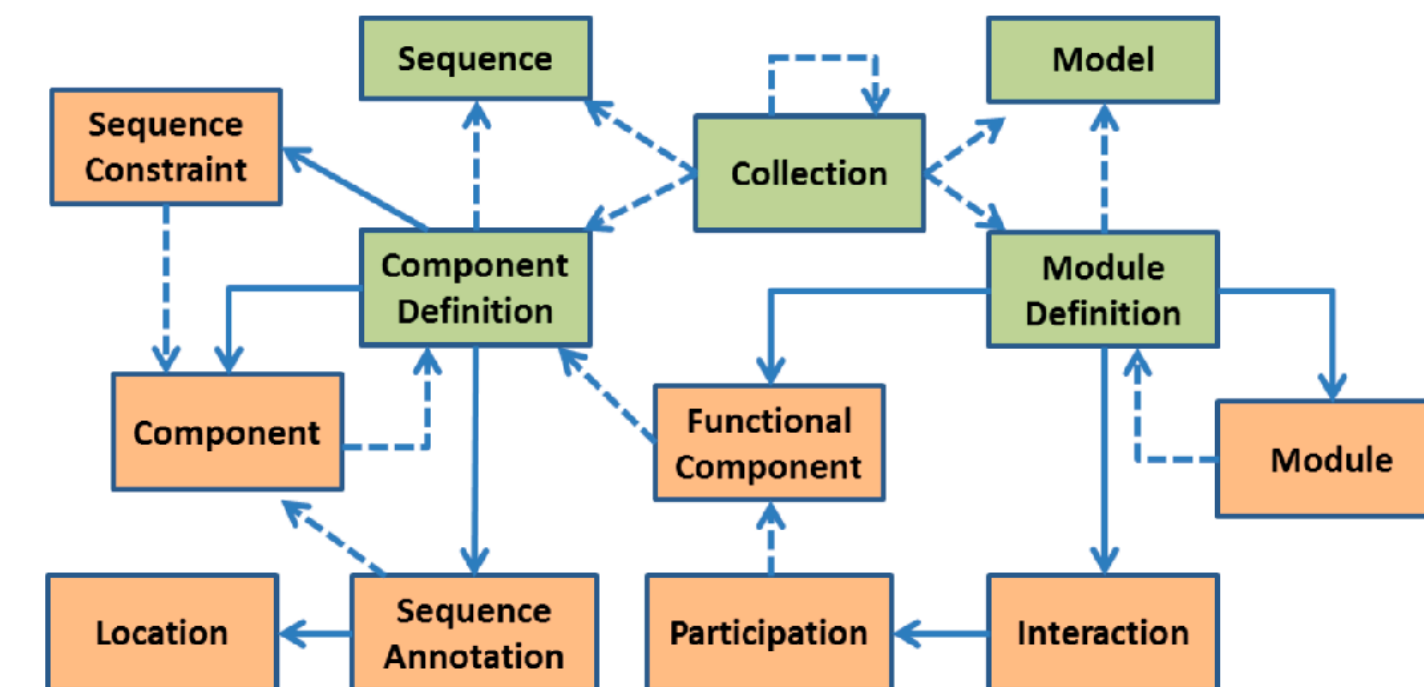 Sequence
Model
Sequence
Constraint
Collection
Component
Definition
Module
Definition
Component
Functional
Component
Module
Location
Sequence
Annotation
Participation
Interaction